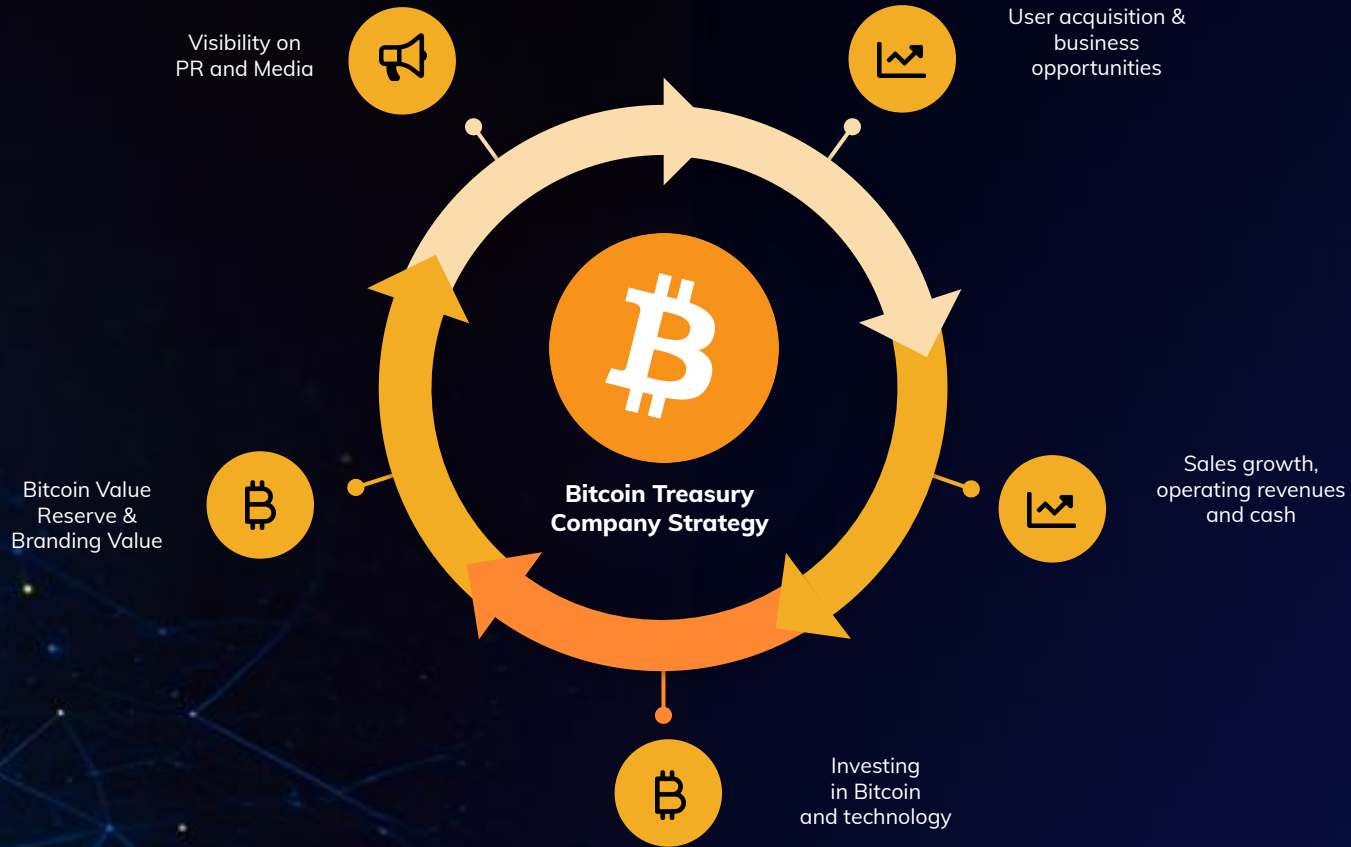 Visibility on
PR and Media
User acquisition &
business
opportunities
Bitcoin Treasury
Company Strategy
Sales growth,
operating revenues
and cash
Bitcoin Value
Reserve &
Branding Value
Investing
in Bitcoin
and technology